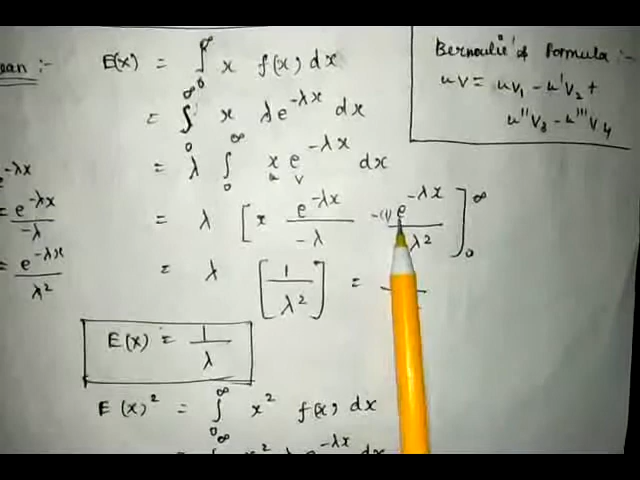 ean :-
E(x) = ∫₀^∞ x f(x) dx
= ∫₀^∞ x λe^-λx dx
= λ ∫₀^∞ x e^-λx dx
u v
= λ [ x e^-λx / -λ - (1) e^-λx / λ² ]₀^∞
= λ [ 1 / λ² ] =
E(x) = 1 / λ
E(x)² = ∫₀^∞ x² f(x) dx
e^-λx
= e^-λx / -λ
= e^-λx / λ²
Bernoulie's Formula :-
uv = uv₁ - u'v₂ +
u''v₃ - u'''v₄